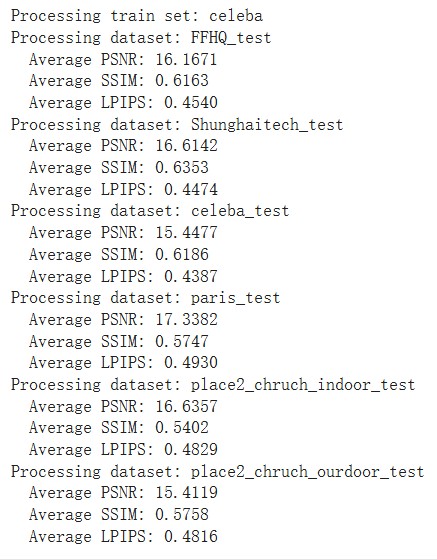 Processing train set: celeba
Processing dataset: FFHQ_test
Average PSNR: 16.1671
Average SSIM: 0.6163
Average LPIPS: 0.4540
Processing dataset: Shunghaitech_test
Average PSNR: 16.6142
Average SSIM: 0.6353
Average LPIPS: 0.4474
Processing dataset: celeba_test
Average PSNR: 15.4477
Average SSIM: 0.6186
Average LPIPS: 0.4387
Processing dataset: paris_test
Average PSNR: 17.3382
Average SSIM: 0.5747
Average LPIPS: 0.4930
Processing dataset: place2_chruch_indoor_test
Average PSNR: 16.6357
Average SSIM: 0.5402
Average LPIPS: 0.4829
Processing dataset: place2_chruch_ourdoor_test
Average PSNR: 15.4119
Average SSIM: 0.5758
Average LPIPS: 0.4816